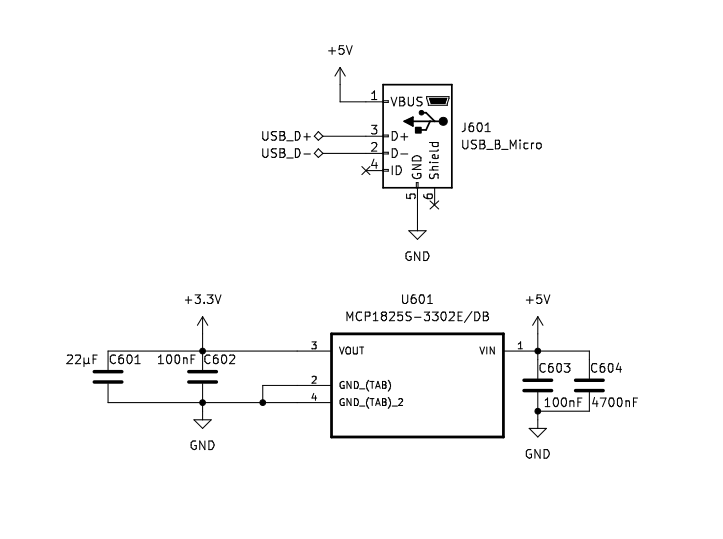 +5V
1
VBUS
USB_D+
3
D+
USB_D-
2
D-
4
ID
GND
Shield
5
6
J601
USB_B_Micro
GND
+3.3V
U601
MCP1825S-3302E/DB
+5V
22µF
C601
100nF
C602
3
VOUT
VIN
1
2
GND_(TAB)
4
GND_(TAB)_2
C603
100nF
C604
4700nF
GND
GND